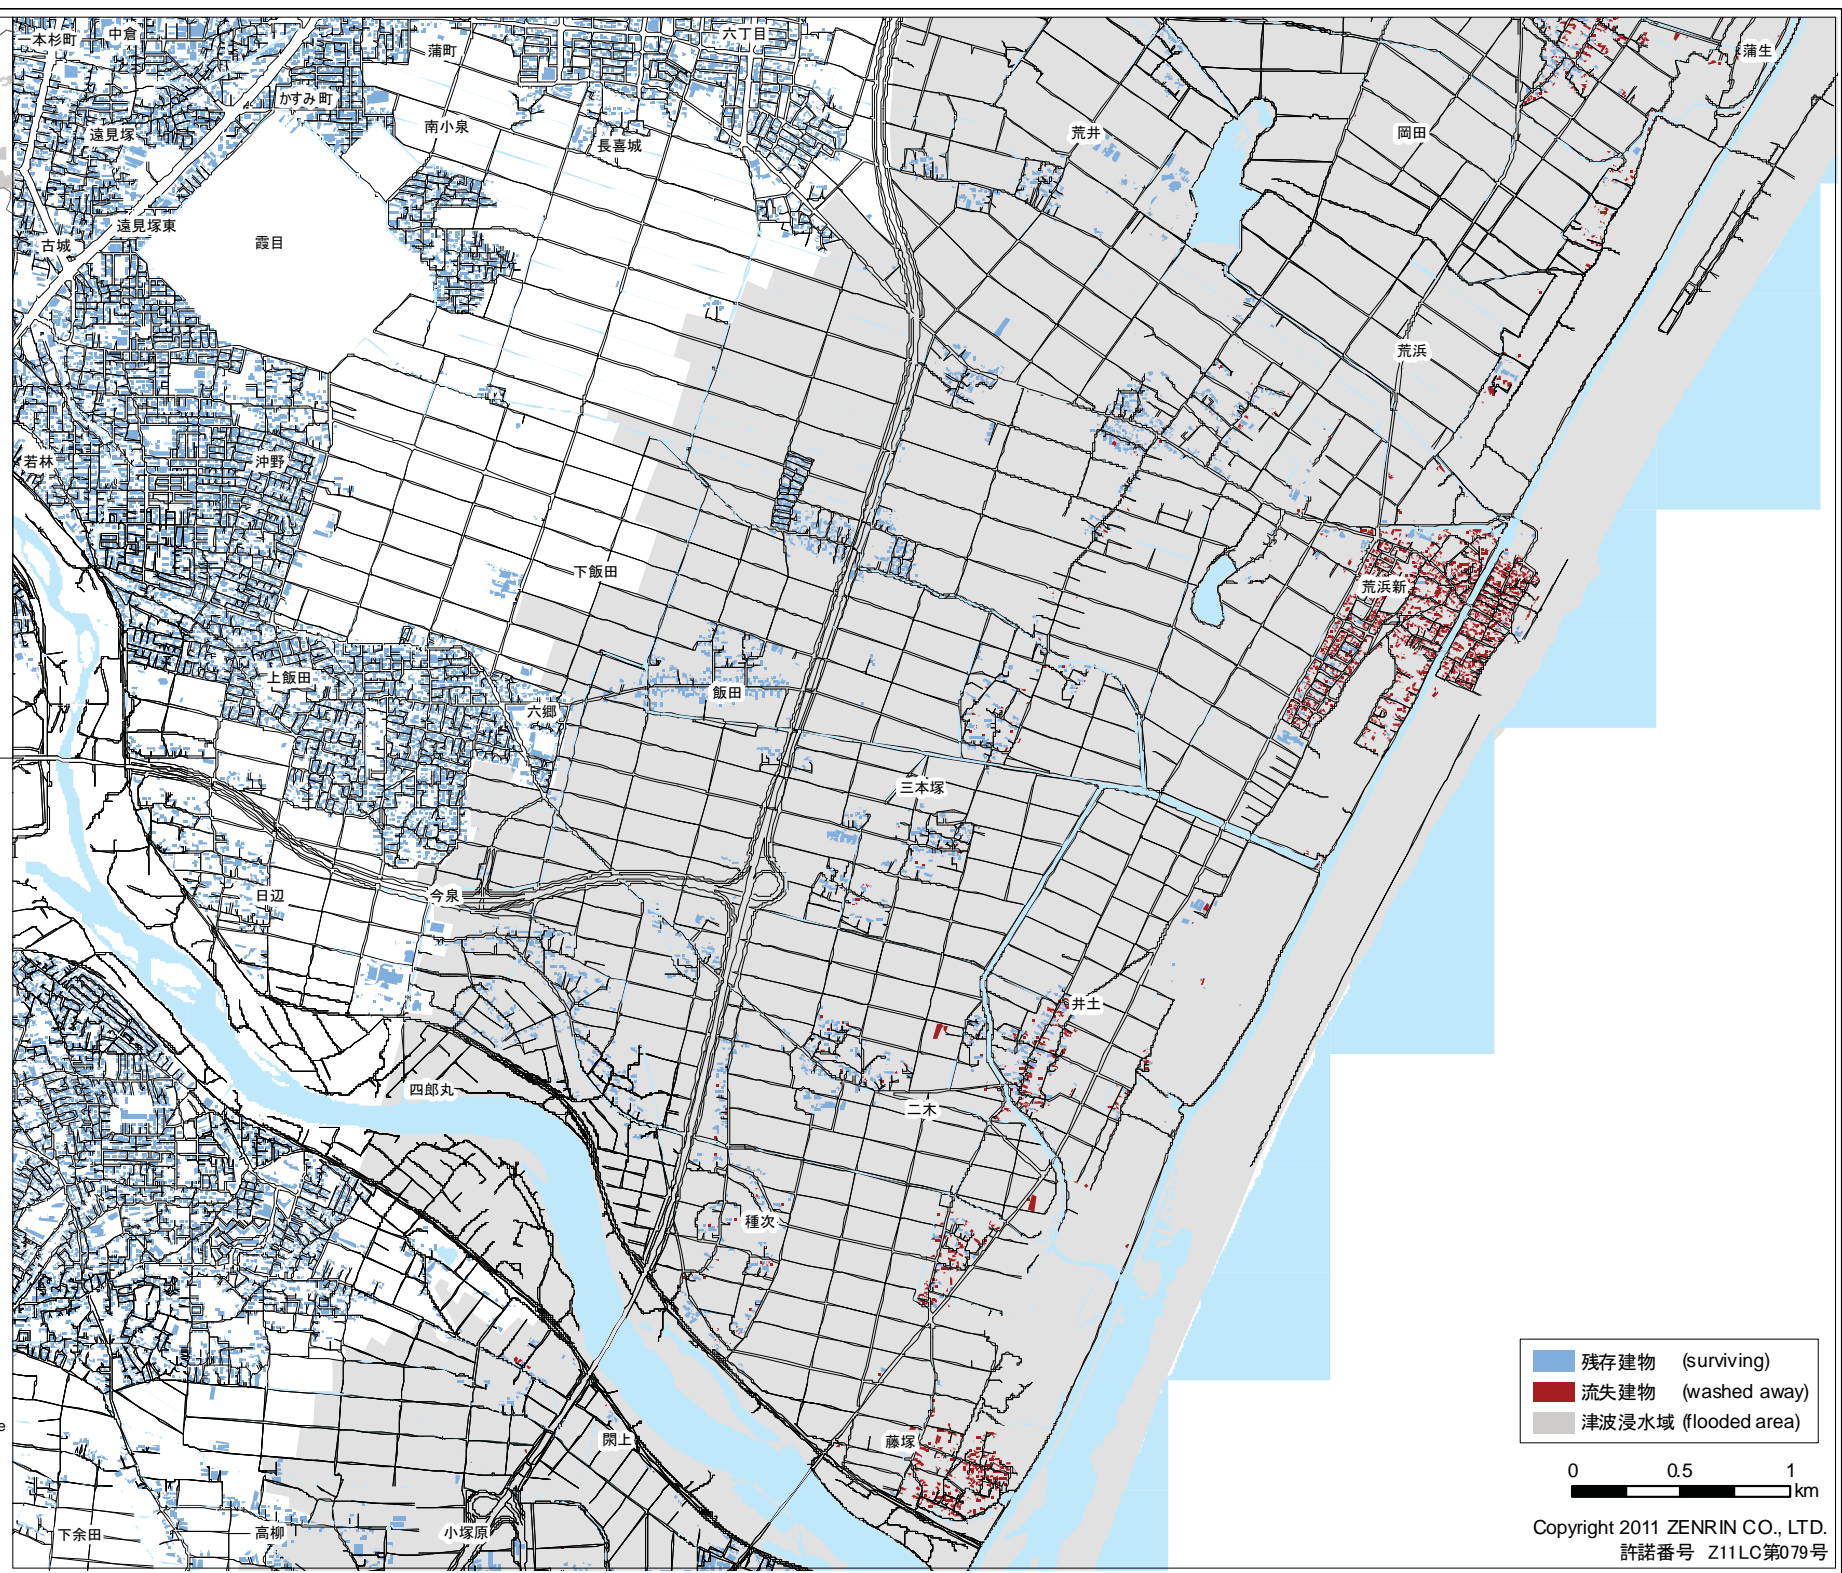 一本杉町
中倉
蒲町
六丁目
蒲生
かすみ町
遠見塚
南小泉
長喜城
荒井
岡田
遠見塚東
古城
霞目
荒浜
若林
沖野
下飯田
荒浜新
上飯田
飯田
六郷
三本塚
日辺
今泉
井土
四郎丸
二木
種次
閖上
藤塚
下余田
高柳
小塚原
e
残存建物 (surviving)
流失建物 (washed away)
津波浸水域 (flooded area)
0 0.5 1
km
Copyright 2011 ZENRIN CO., LTD.
許諾番号 Z11LC第079号